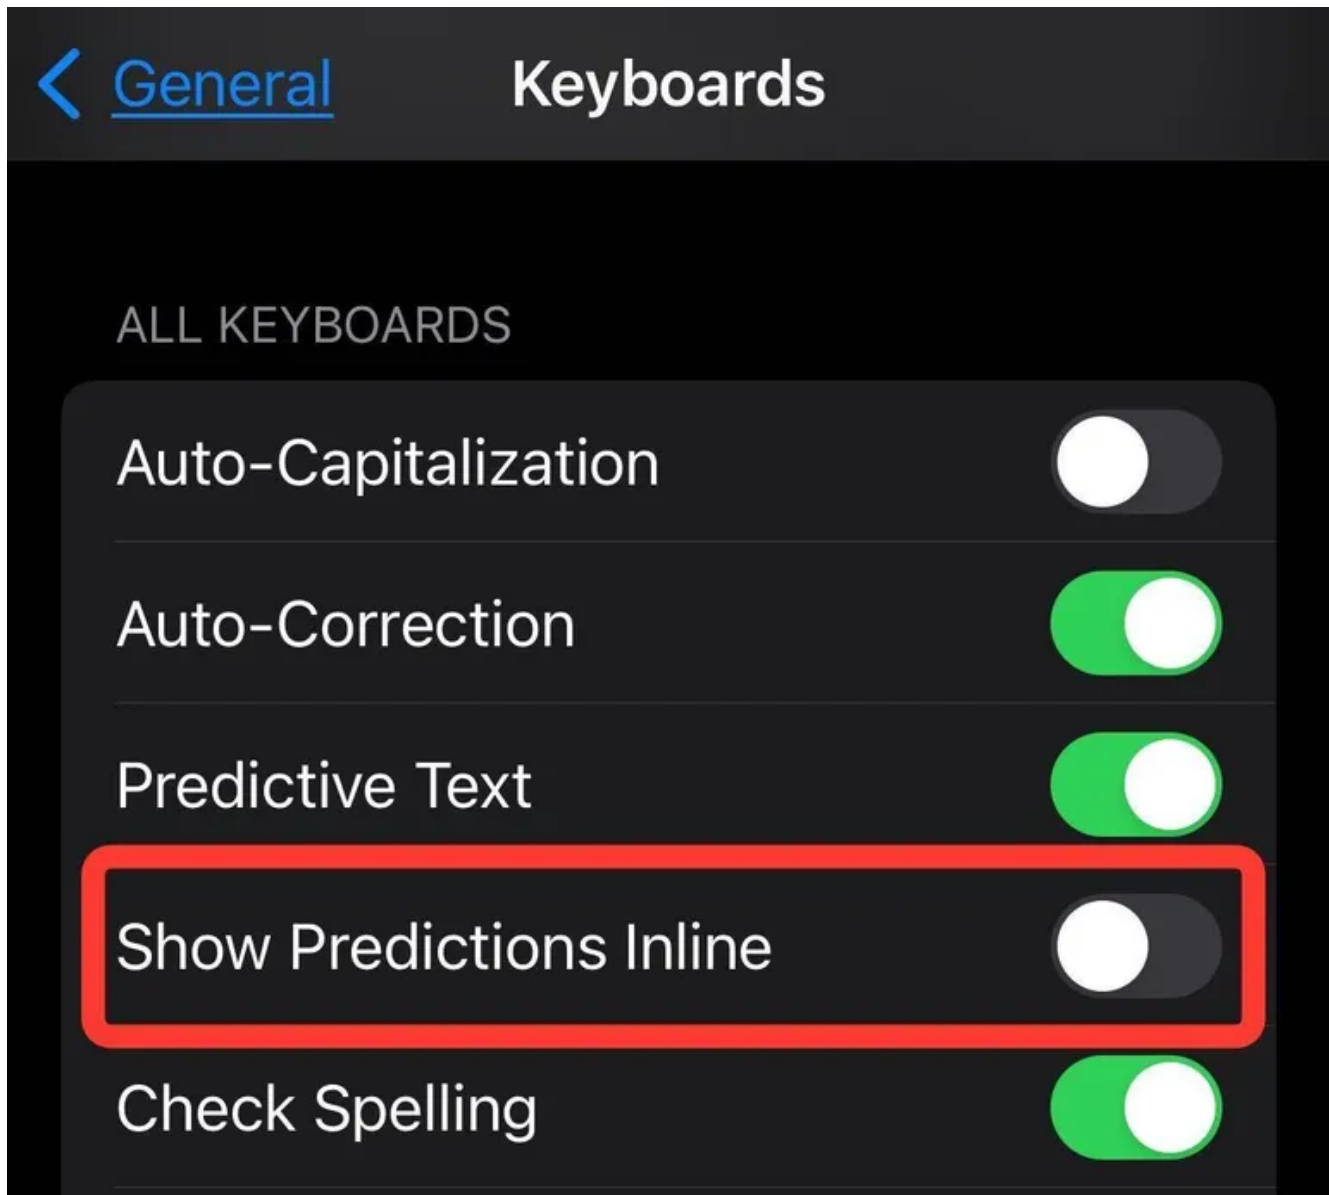 General
Keyboards
ALL KEYBOARDS
Auto-Capitalization
Auto-Correction
Predictive Text
Show Predictions Inline
Check Spelling